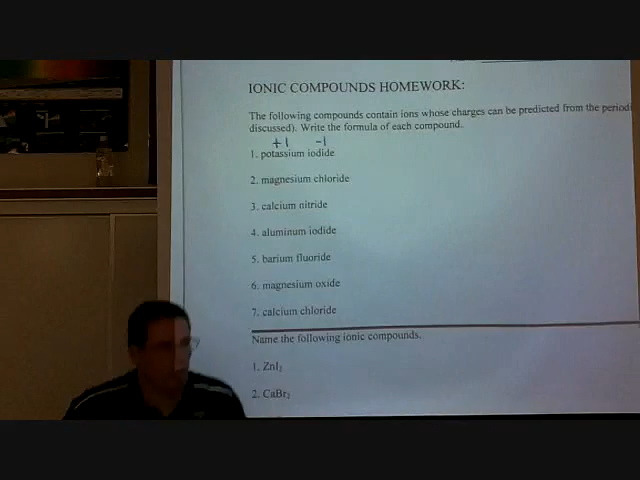 IONIC COMPOUNDS HOMEWORK:
The following compounds contain ions whose charges can be predicted from the period
discussed). Write the formula of each compound.
+1 -1
1. potassium iodide
2. magnesium chloride
3. calcium nitride
4. aluminum iodide
5. barium fluoride
6. magnesium oxide
7. calcium chloride
Name the following ionic compounds.
1. ZnI₂
2. CaBr₂